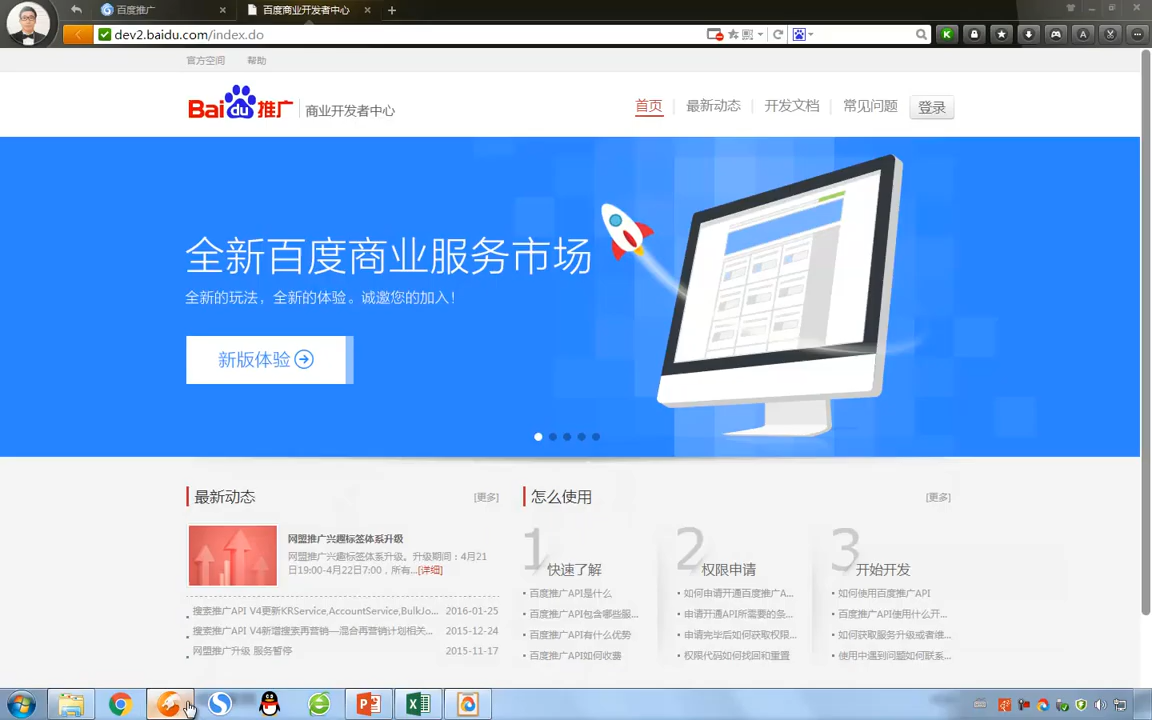 百度推广
百度商业开发者中心
dev2.baidu.com/index.do
官方空间 帮助
Bai du 推广 商业开发者中心
首页 最新动态 开发文档 常见问题 登录
全新百度商业服务市场
全新的玩法，全新的体验。诚邀您的加入！
新版体验
最新动态 [更多]
网盟推广兴趣标签体系升级
网盟推广兴趣标签体系升级。升级期间：4月21
日19:00-4月22日7:00，所有...[详细]
搜索推广API V4更新KRService,AccountService,BulkJo... 2016-01-25
搜索推广API V4新增搜索再营销—混合再营销计划相关... 2015-12-24
网盟推广升级 服务暂停 2015-11-17
怎么使用 [更多]
1 快速了解
百度推广API是什么
百度推广API包含哪些服...
百度推广API有什么优势
百度推广API如何收费
2 权限申请
如何申请开通百度推广A...
申请开通API所需要的条...
申请完毕后如何获取权限...
权限代码如何找回和重置
3 开始开发
如何使用百度推广API
百度推广API使用什么开...
如何获取服务升级或者维...
使用中遇到问题如何联系...